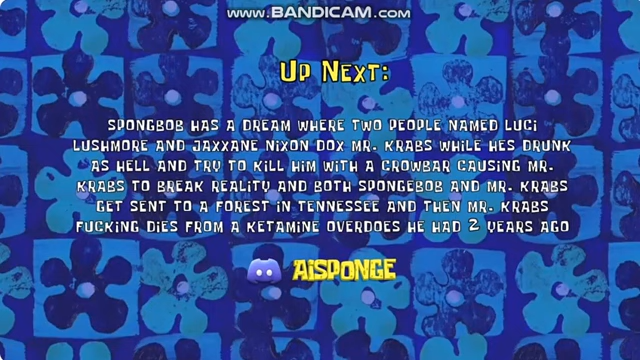 WWW.BANDICAM.COM
UP NEXT:
SPONGBOB HAS A DREAM WHERE TWO PEOPLE NAMED LUCI
LUSHMORE AND JAXXANE NIXON DOX MR. KRABS WHILE HES DRUNK
AS HELL AND TRY TO KILL HIM WITH A CROWBAR CAUSING MR.
KRABS TO BREAK REALITY AND BOTH SPONGEBOB AND MR. KRABS
GET SENT TO A FOREST IN TENNESSEE AND THEN MR. KRABS
FUCKING DIES FROM A KETAMINE OVERDOES HE HAD 2 YEARS AGO
AISPONGE